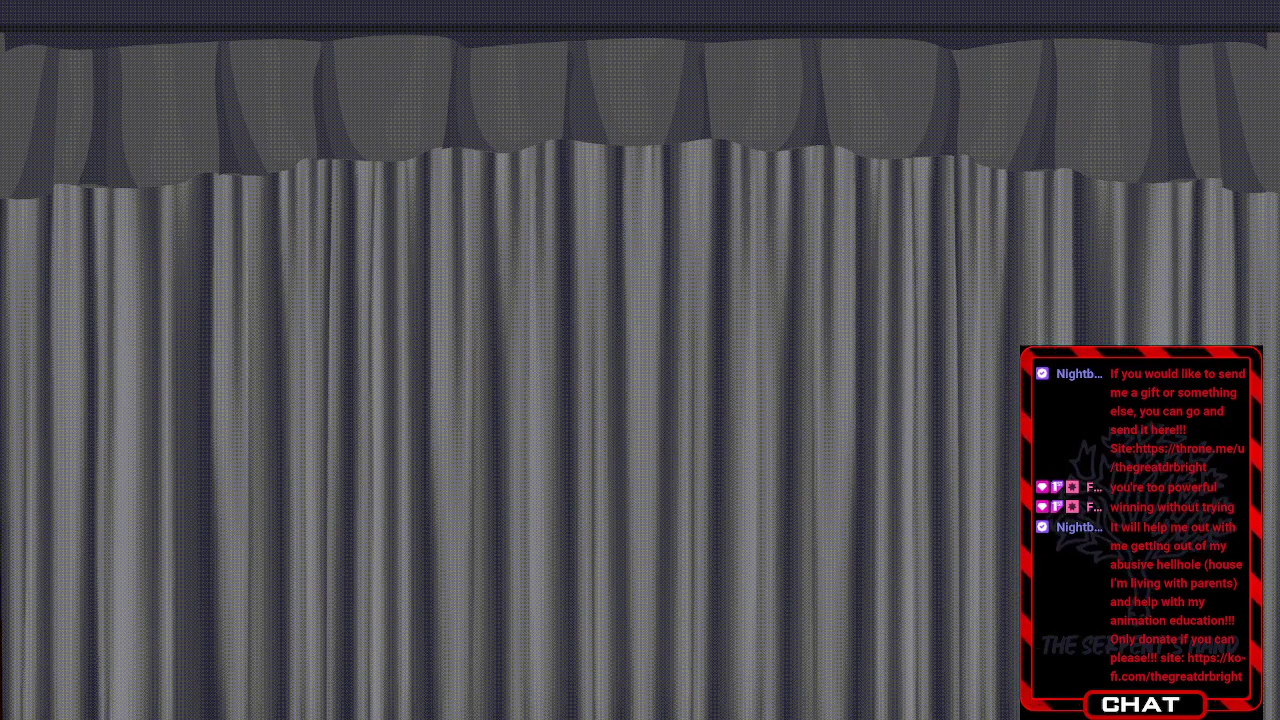 Nightb... If you would like to send
me a gift or something
else, you can go and
send it here!!!
Site:https://throne.me/u
/thegreatdrbright
F... you're too powerful
F... winning without trying
Nightb... It will help me out with
me getting out of my
abusive hellhole (house
I'm living with parents)
and help with my
animation education!!!
Only donate if you can
THE SERPENT'S HAND
please!!! site: https://ko-
fi.com/thegreatdrbright
CHAT